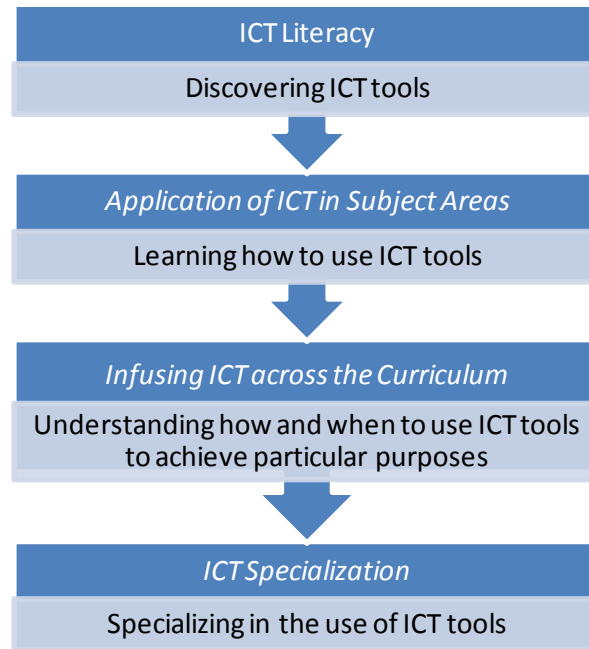 ICT Literacy
Discovering ICT tools
Application of ICT in Subject Areas
Learning how to use ICT tools
Infusing ICT across the Curriculum
Understanding how and when to use ICT tools
to achieve particular purposes
ICT Specialization
Specializing in the use of ICT tools